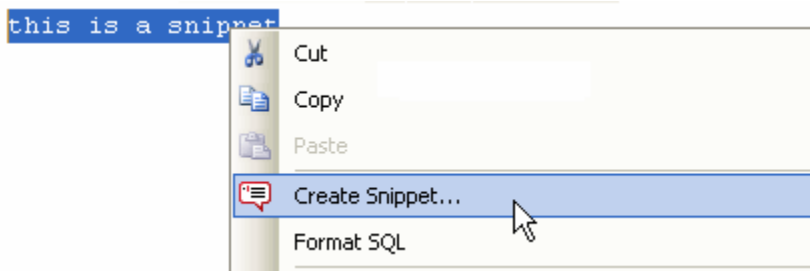 this is a snippet
Cut
Copy
Paste
Create Snippet...
Format SQL